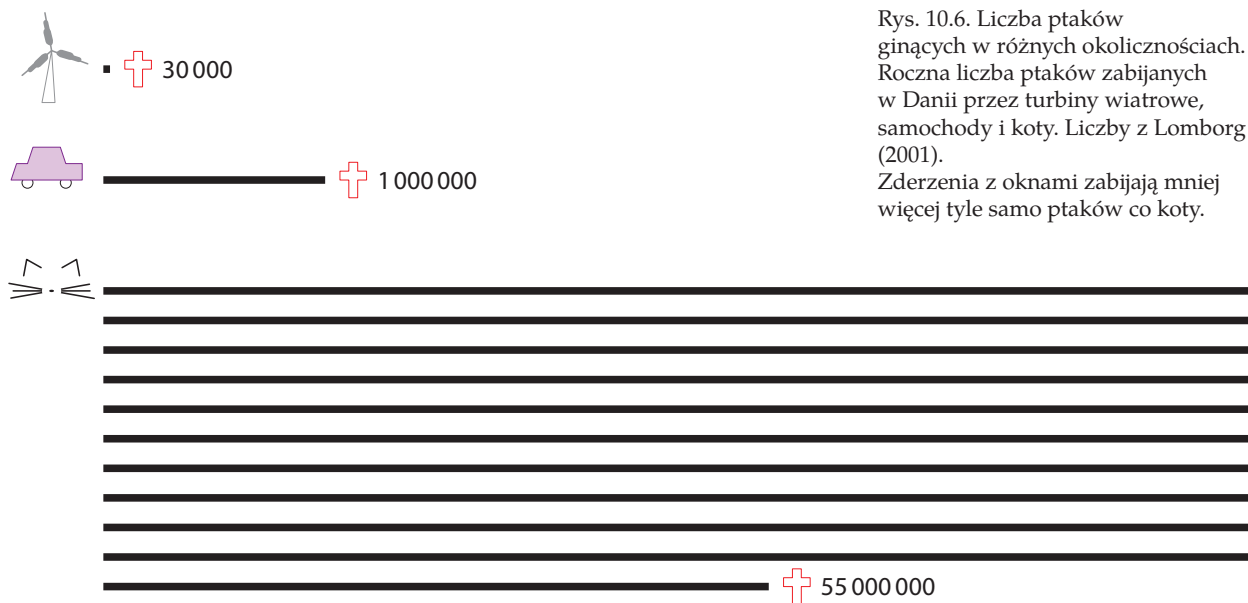 Rys. 10.6. Liczba ptaków
ginących w różnych okolicznościach.
Roczna liczba ptaków zabijanych
w Danii przez turbiny wiatrowe,
samochody i koty. Liczby z Lomborg
(2001).
Zderzenia z oknami zabijają mniej
więcej tyle samo ptaków co koty.
30 000
1 000 000
55 000 000